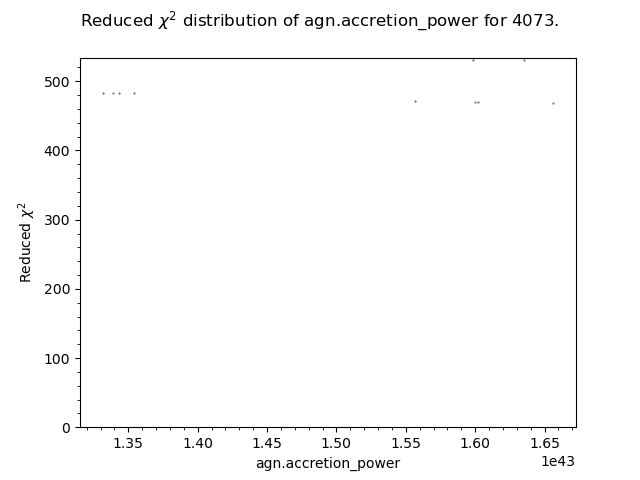 Reduced χ² distribution of agn.accretion_power for 4073.
500
400
300
200
100
0
Reduced χ²
1.35 1.40 1.45 1.50 1.55 1.60 1.65
1e43
agn.accretion_power